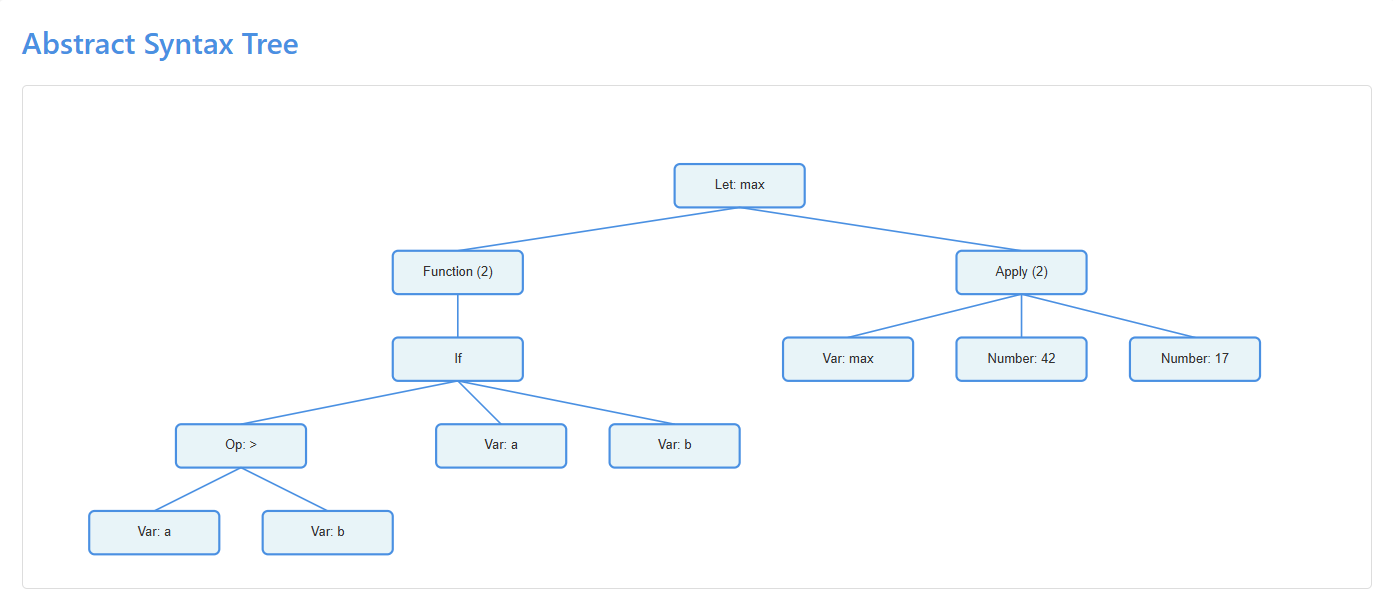 Abstract Syntax Tree
Let: max
Function (2)
Apply (2)
If
Var: max
Number: 42
Number: 17
Op: >
Var: a
Var: b
Var: a
Var: b